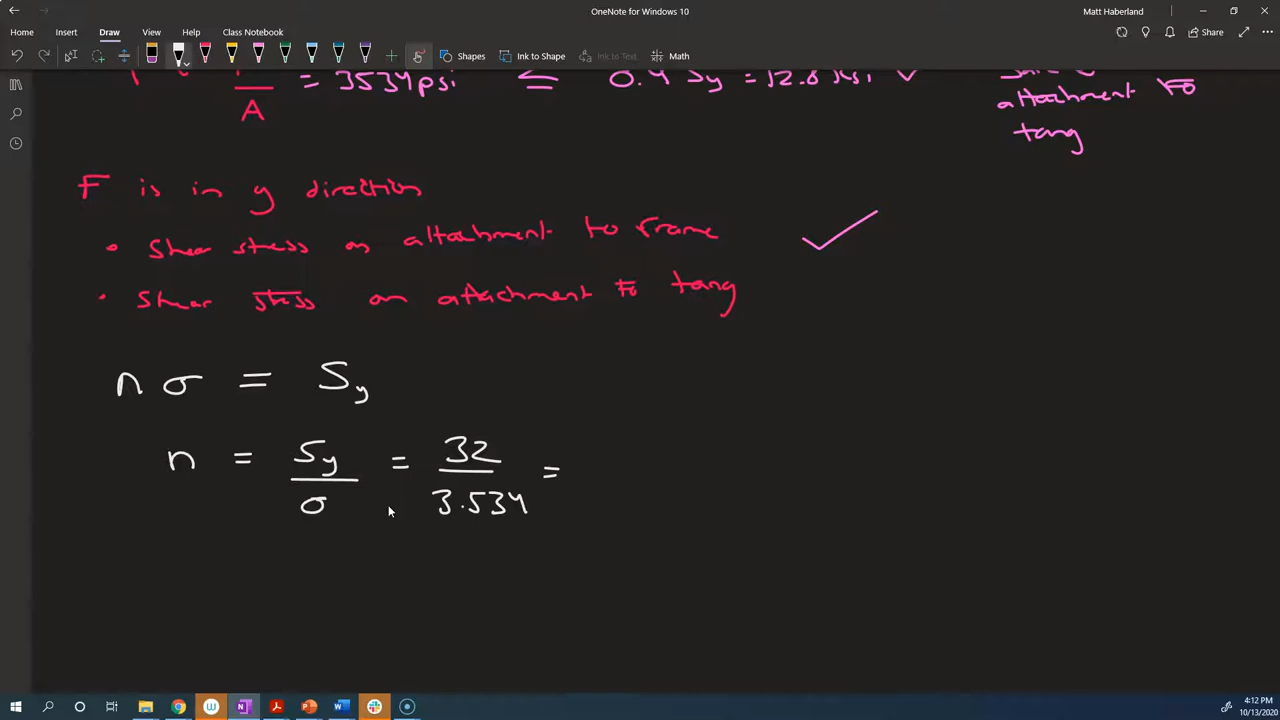 OneNote for Windows 10
Matt Haberland
Home Insert Draw View Help Class Notebook
Share
Shapes Ink to Shape Ink to Text Math
A = 3534psi ≤ 0.4 Sy = 12.8 ksi ✓
attachment to
tang
F is in y direction
• Shear stress on attachment to frame ✓
• Shear stress on attachment to tang
n σ = Sy
n = Sy/σ = 32/3.534 =
4:12 PM
10/13/2020